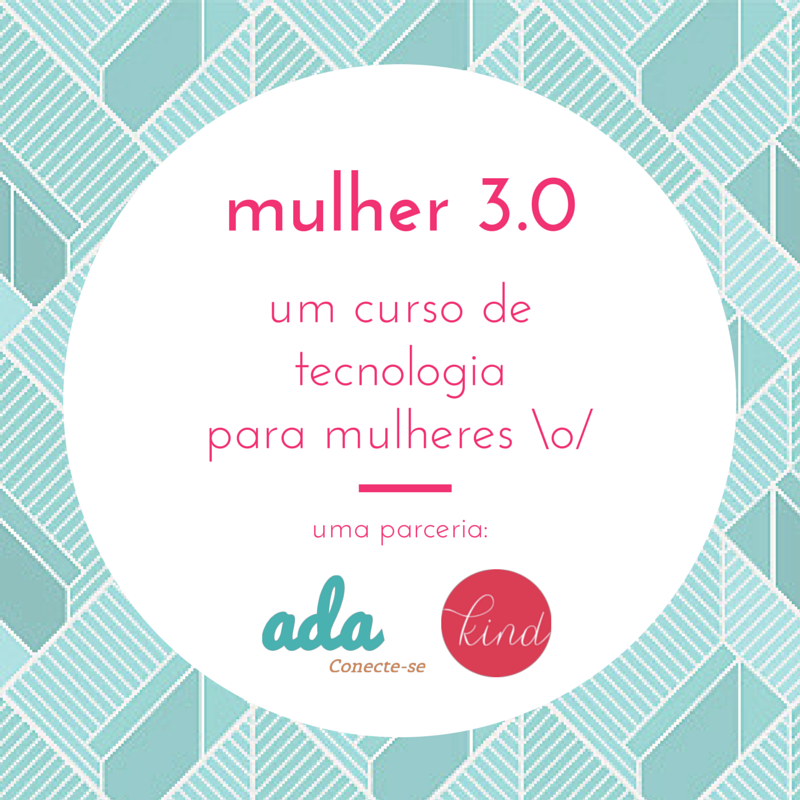 mulher 3.0
um curso de
tecnologia
para mulheres \o/
uma parceria:
ada
Conecte-se
kind